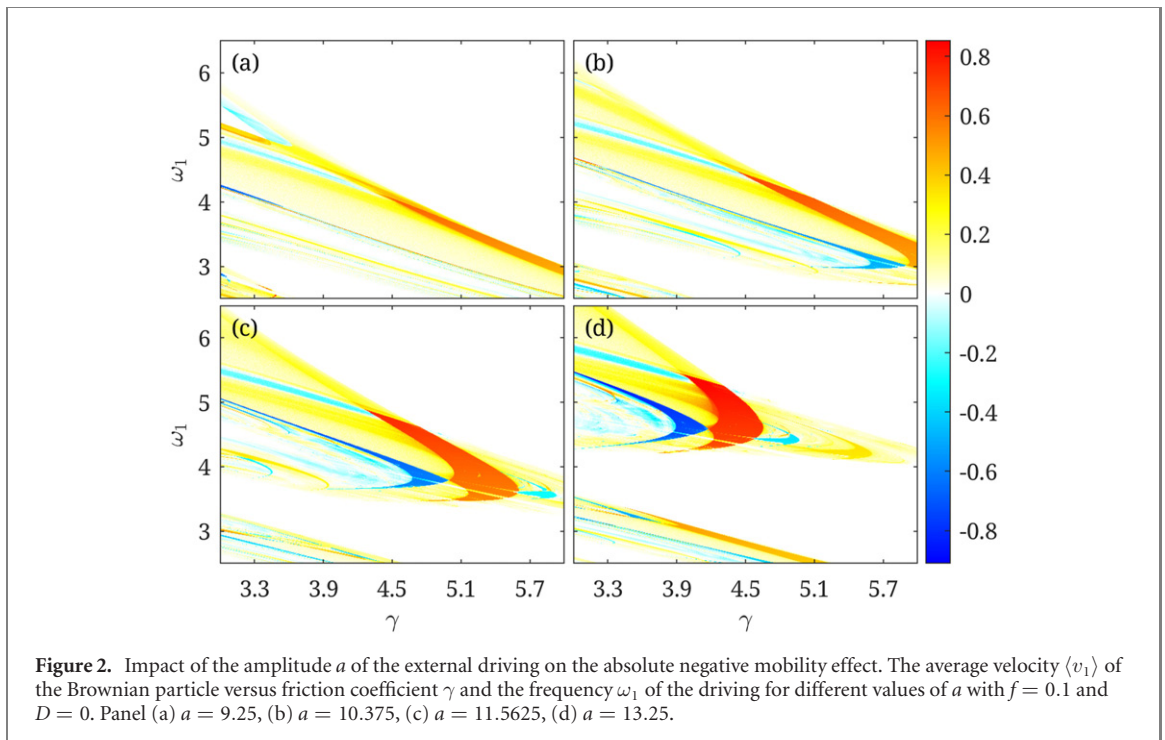 (a)
(b)
6
5
4
3
ω₁
(c)
(d)
6
5
4
3
ω₁
3.3 3.9 4.5 5.1 5.7
3.3 3.9 4.5 5.1 5.7
γ
γ
0.8
0.6
0.4
0.2
0
-0.2
-0.4
-0.6
-0.8
Figure 2. Impact of the amplitude a of the external driving on the absolute negative mobility effect. The average velocity ⟨v₁⟩ of
the Brownian particle versus friction coefficient γ and the frequency ω₁ of the driving for different values of a with f = 0.1 and
D = 0. Panel (a) a = 9.25, (b) a = 10.375, (c) a = 11.5625, (d) a = 13.25.